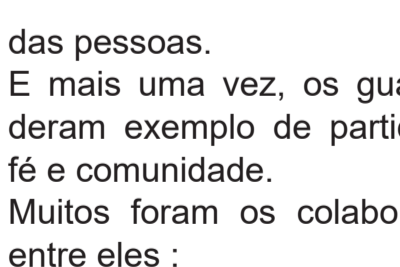 das pessoas.
E mais uma vez, os
deram exemplo de
fé e comunidade.
Muitos foram os
entre eles :